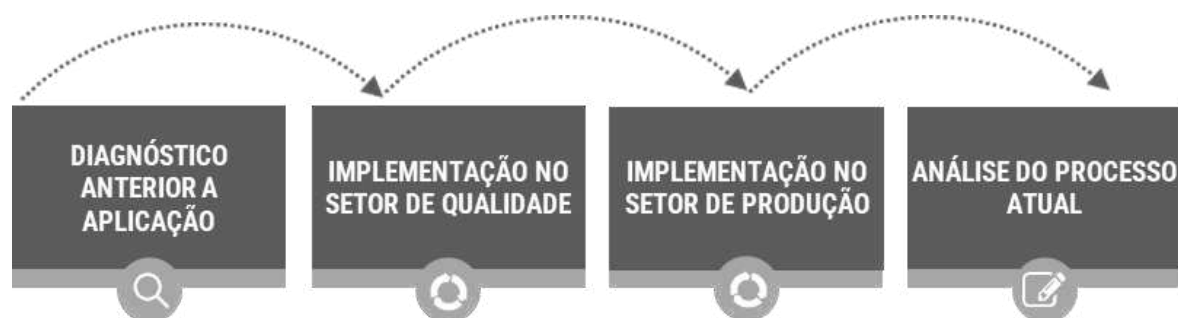 DIAGNÓSTICO
ANTERIOR A
APLICAÇÃO
IMPLEMENTAÇÃO NO
SETOR DE QUALIDADE
IMPLEMENTAÇÃO NO
SETOR DE PRODUÇÃO
ANÁLISE DO PROCESSO
ATUAL